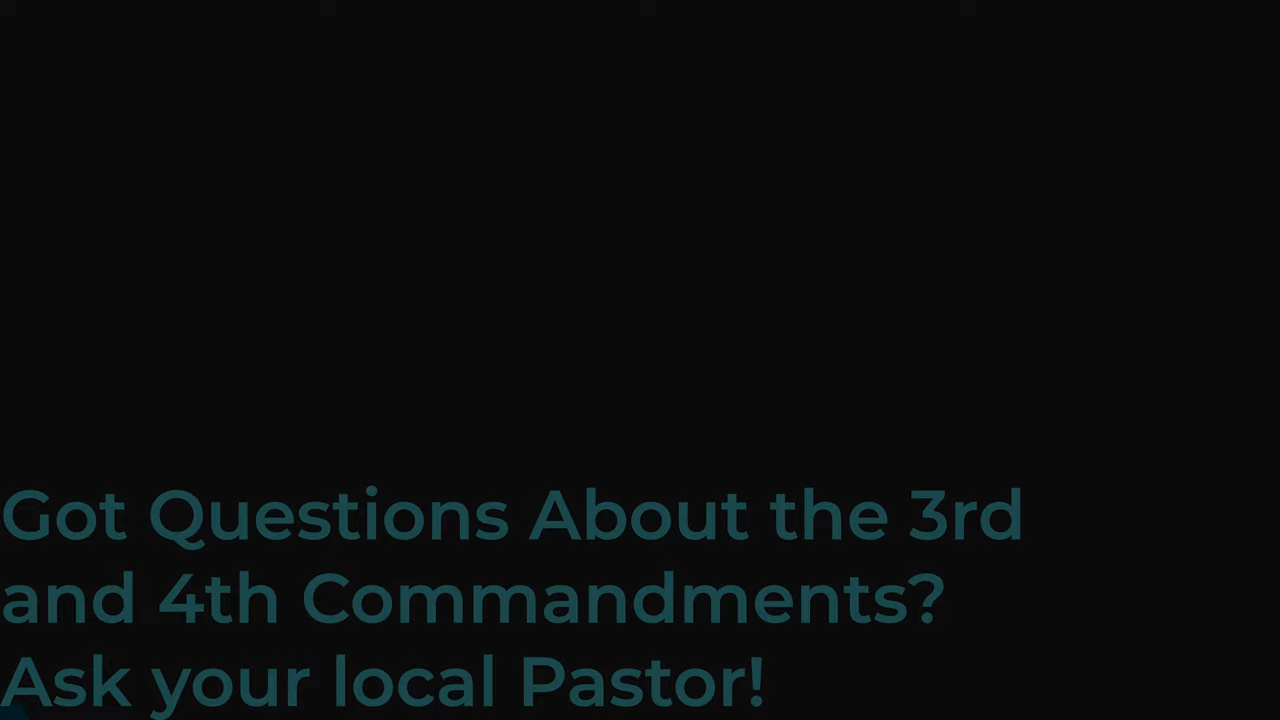 Got Questions About the 3rd
and 4th Commandments?
Ask your local Pastor!